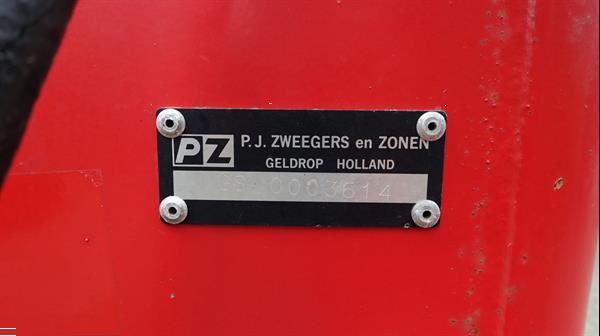 PZ P.J. ZWEEGERS en ZONEN
GELDROP HOLLAND
0003614